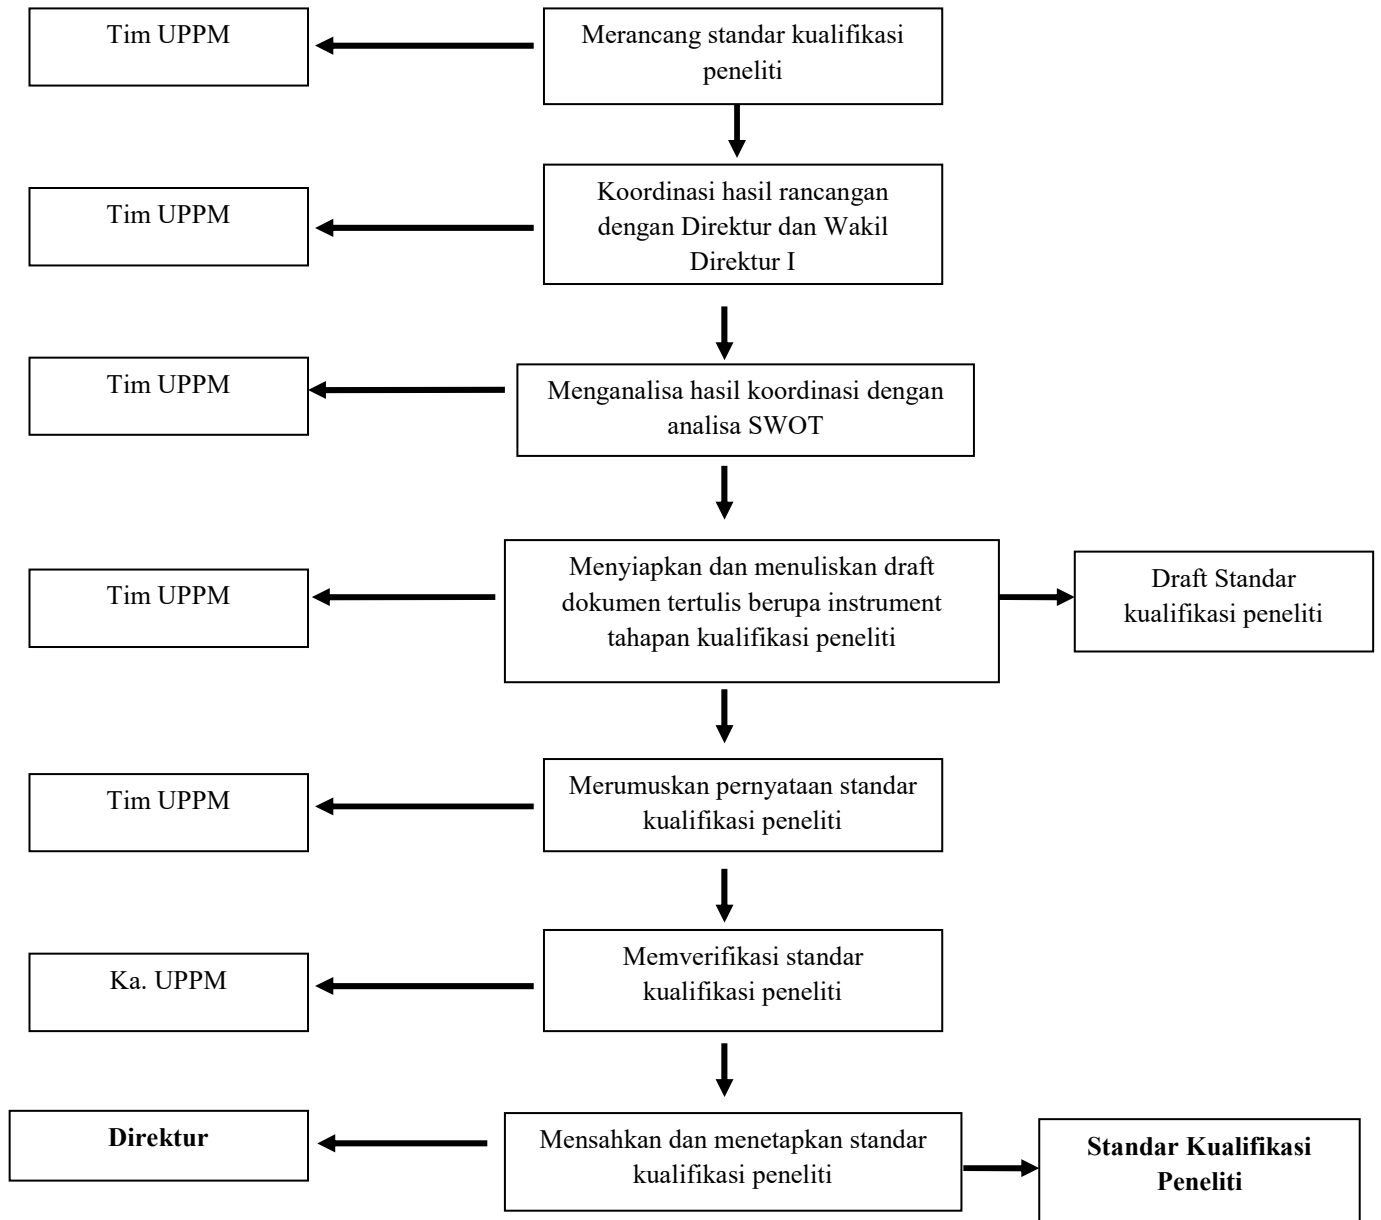 Tim UPPM
Merancang standar kualifikasi
peneliti
Tim UPPM
Koordinasi hasil rancangan
dengan Direktur dan Wakil
Direktur I
Tim UPPM
Menganalisa hasil koordinasi dengan
analisa SWOT
Tim UPPM
Menyiapkan dan menuliskan draft
dokumen tertulis berupa instrument
tahapan kualifikasi peneliti
Draft Standar
kualifikasi peneliti
Tim UPPM
Merumuskan pernyataan standar
kualifikasi peneliti
Ka. UPPM
Memverifikasi standar
kualifikasi peneliti
Direktur
Mensahkan dan menetapkan standar
kualifikasi peneliti
Standar Kualifikasi
Peneliti